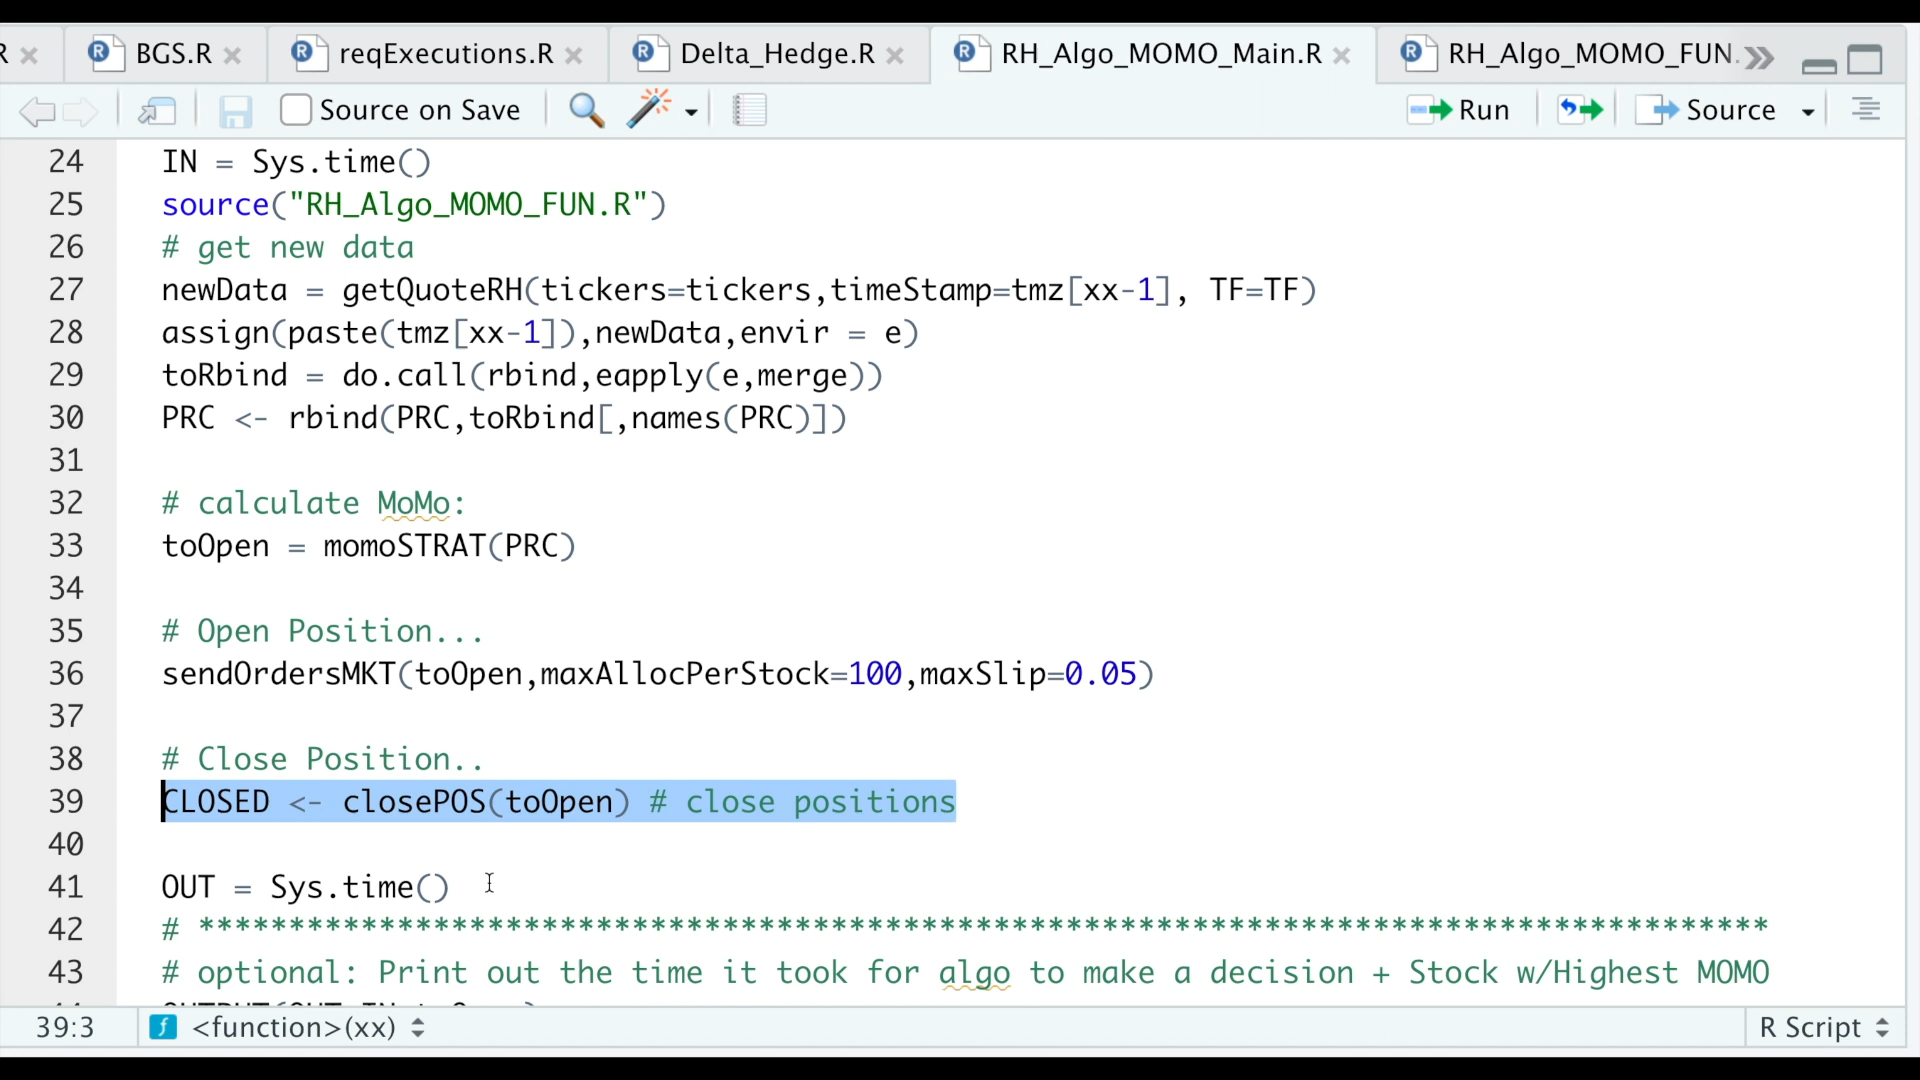 R
BGS.R
reqExecutions.R
Delta_Hedge.R
RH_Algo_MOMO_Main.R
RH_Algo_MOMO_FUN.
Source on Save
Run
Source
24 IN = Sys.time()
25 source("RH_Algo_MOMO_FUN.R")
26 # get new data
27 newData = getQuoteRH(tickers=tickers,timeStamp=tmz[xx-1], TF=TF)
28 assign(paste(tmz[xx-1]),newData,envir = e)
29 toRbind = do.call(rbind,eapply(e,merge))
30 PRC <- rbind(PRC,toRbind[,names(PRC)])
31
32 # calculate MoMo:
33 toOpen = momoSTRAT(PRC)
34
35 # Open Position...
36 sendOrdersMKT(toOpen,maxAllocPerStock=100,maxSlip=0.05)
37
38 # Close Position..
39 CLOSED <- closePOS(toOpen) # close positions
40
41 OUT = Sys.time()
42 # ***************************************************************************************
43 # optional: Print out the time it took for algo to make a decision + Stock w/Highest MOMO
39:3
<function>(xx)
R Script